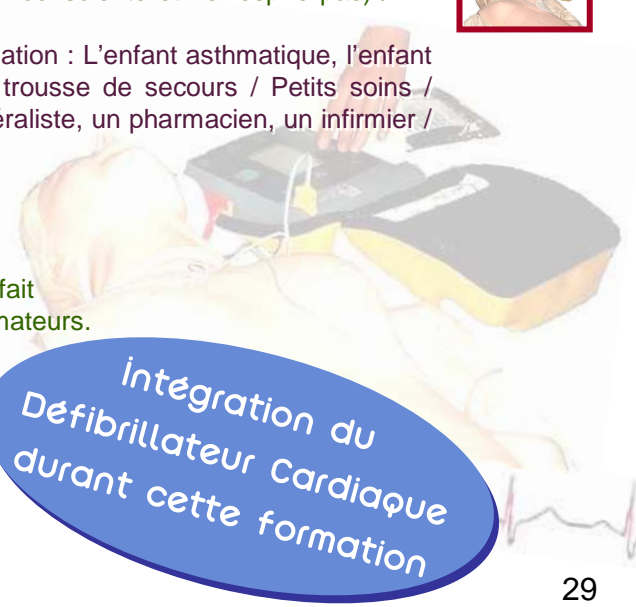 ation : L'enfant asthmatique, l'enfant
trousse de secours / Petits soins /
éraliste, un pharmacien, un infirmier /
fait
nateurs.
Intégration du
Défibrillateur Cardiaque
durant cette formation
29